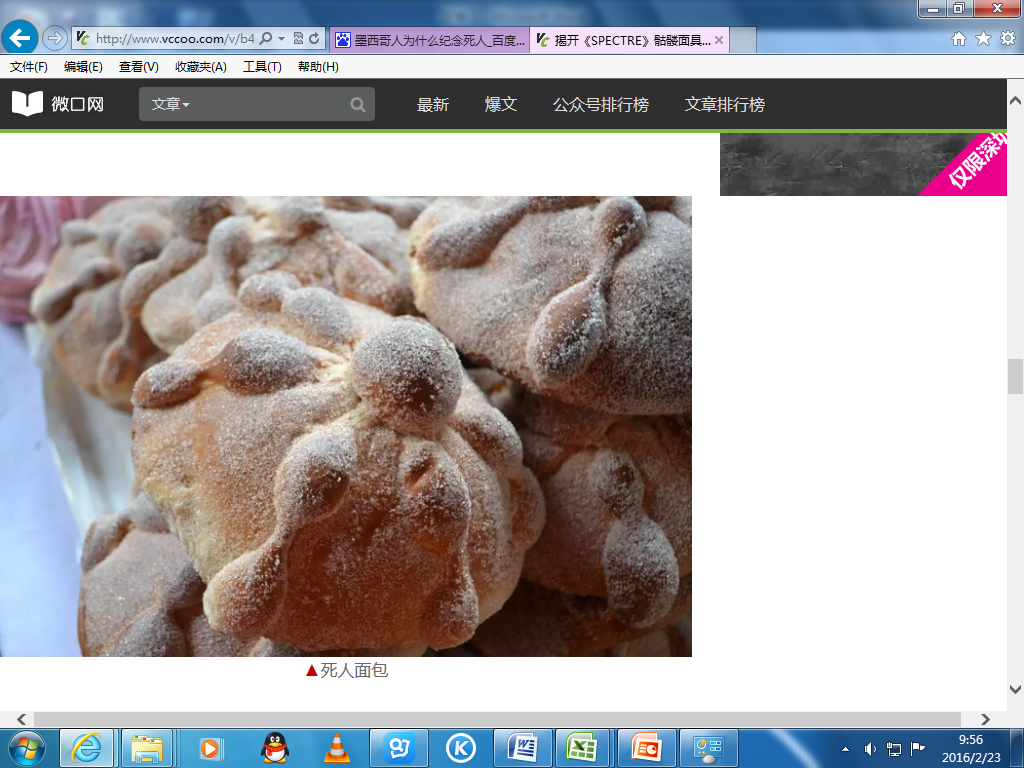 http://www.vccoo.com/v/b4
墨西哥人为什么纪念死人_百度...
揭开《SPECTRE》骷髅面具...
文件(F) 编辑(E) 查看(V) 收藏夹(A) 工具(T) 帮助(H)
微口网 文章 最新 爆文 公众号排行榜 文章排行榜
仅限深圳
▲死人面包
9:56
2016/2/23